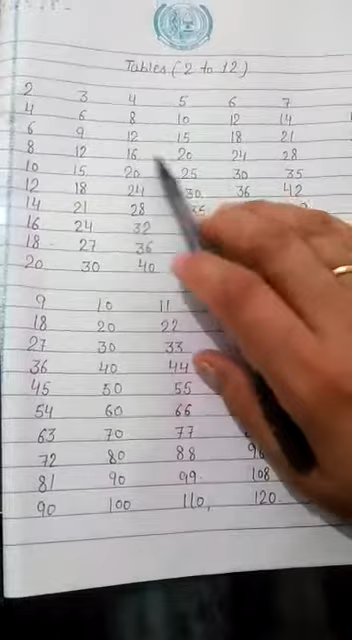 Tables (2 to 12)
2 3 4 5 6 7
4 6 8 10 12 14
6 9 12 15 18 21
8 12 16 20 24 28
10 15 20 25 30 35
12 18 24 30 36 42
14 21 28
16 24 32
18 27 36
20 30 40
9 10 11
18 20 22
27 30 33
36 40 44
45 50 55
54 60 66
63 70 77
72 80 88 96
81 90 99 108
90 100 110, 120